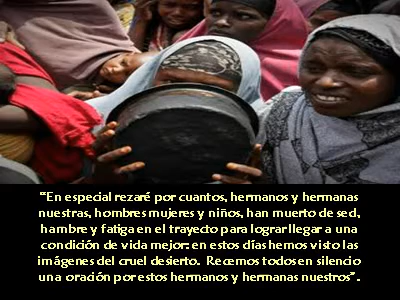 “En especial rezaré por cuantos, hermanos y hermanas
nuestras, hombres mujeres y niños, han muerto de sed,
hambre y fatiga en el trayecto para lograr llegar a una
condición de vida mejor: en estos días hemos visto las
imágenes del cruel desierto. Recemos todos en silencio
una oración por estos hermanos y hermanas nuestros”.